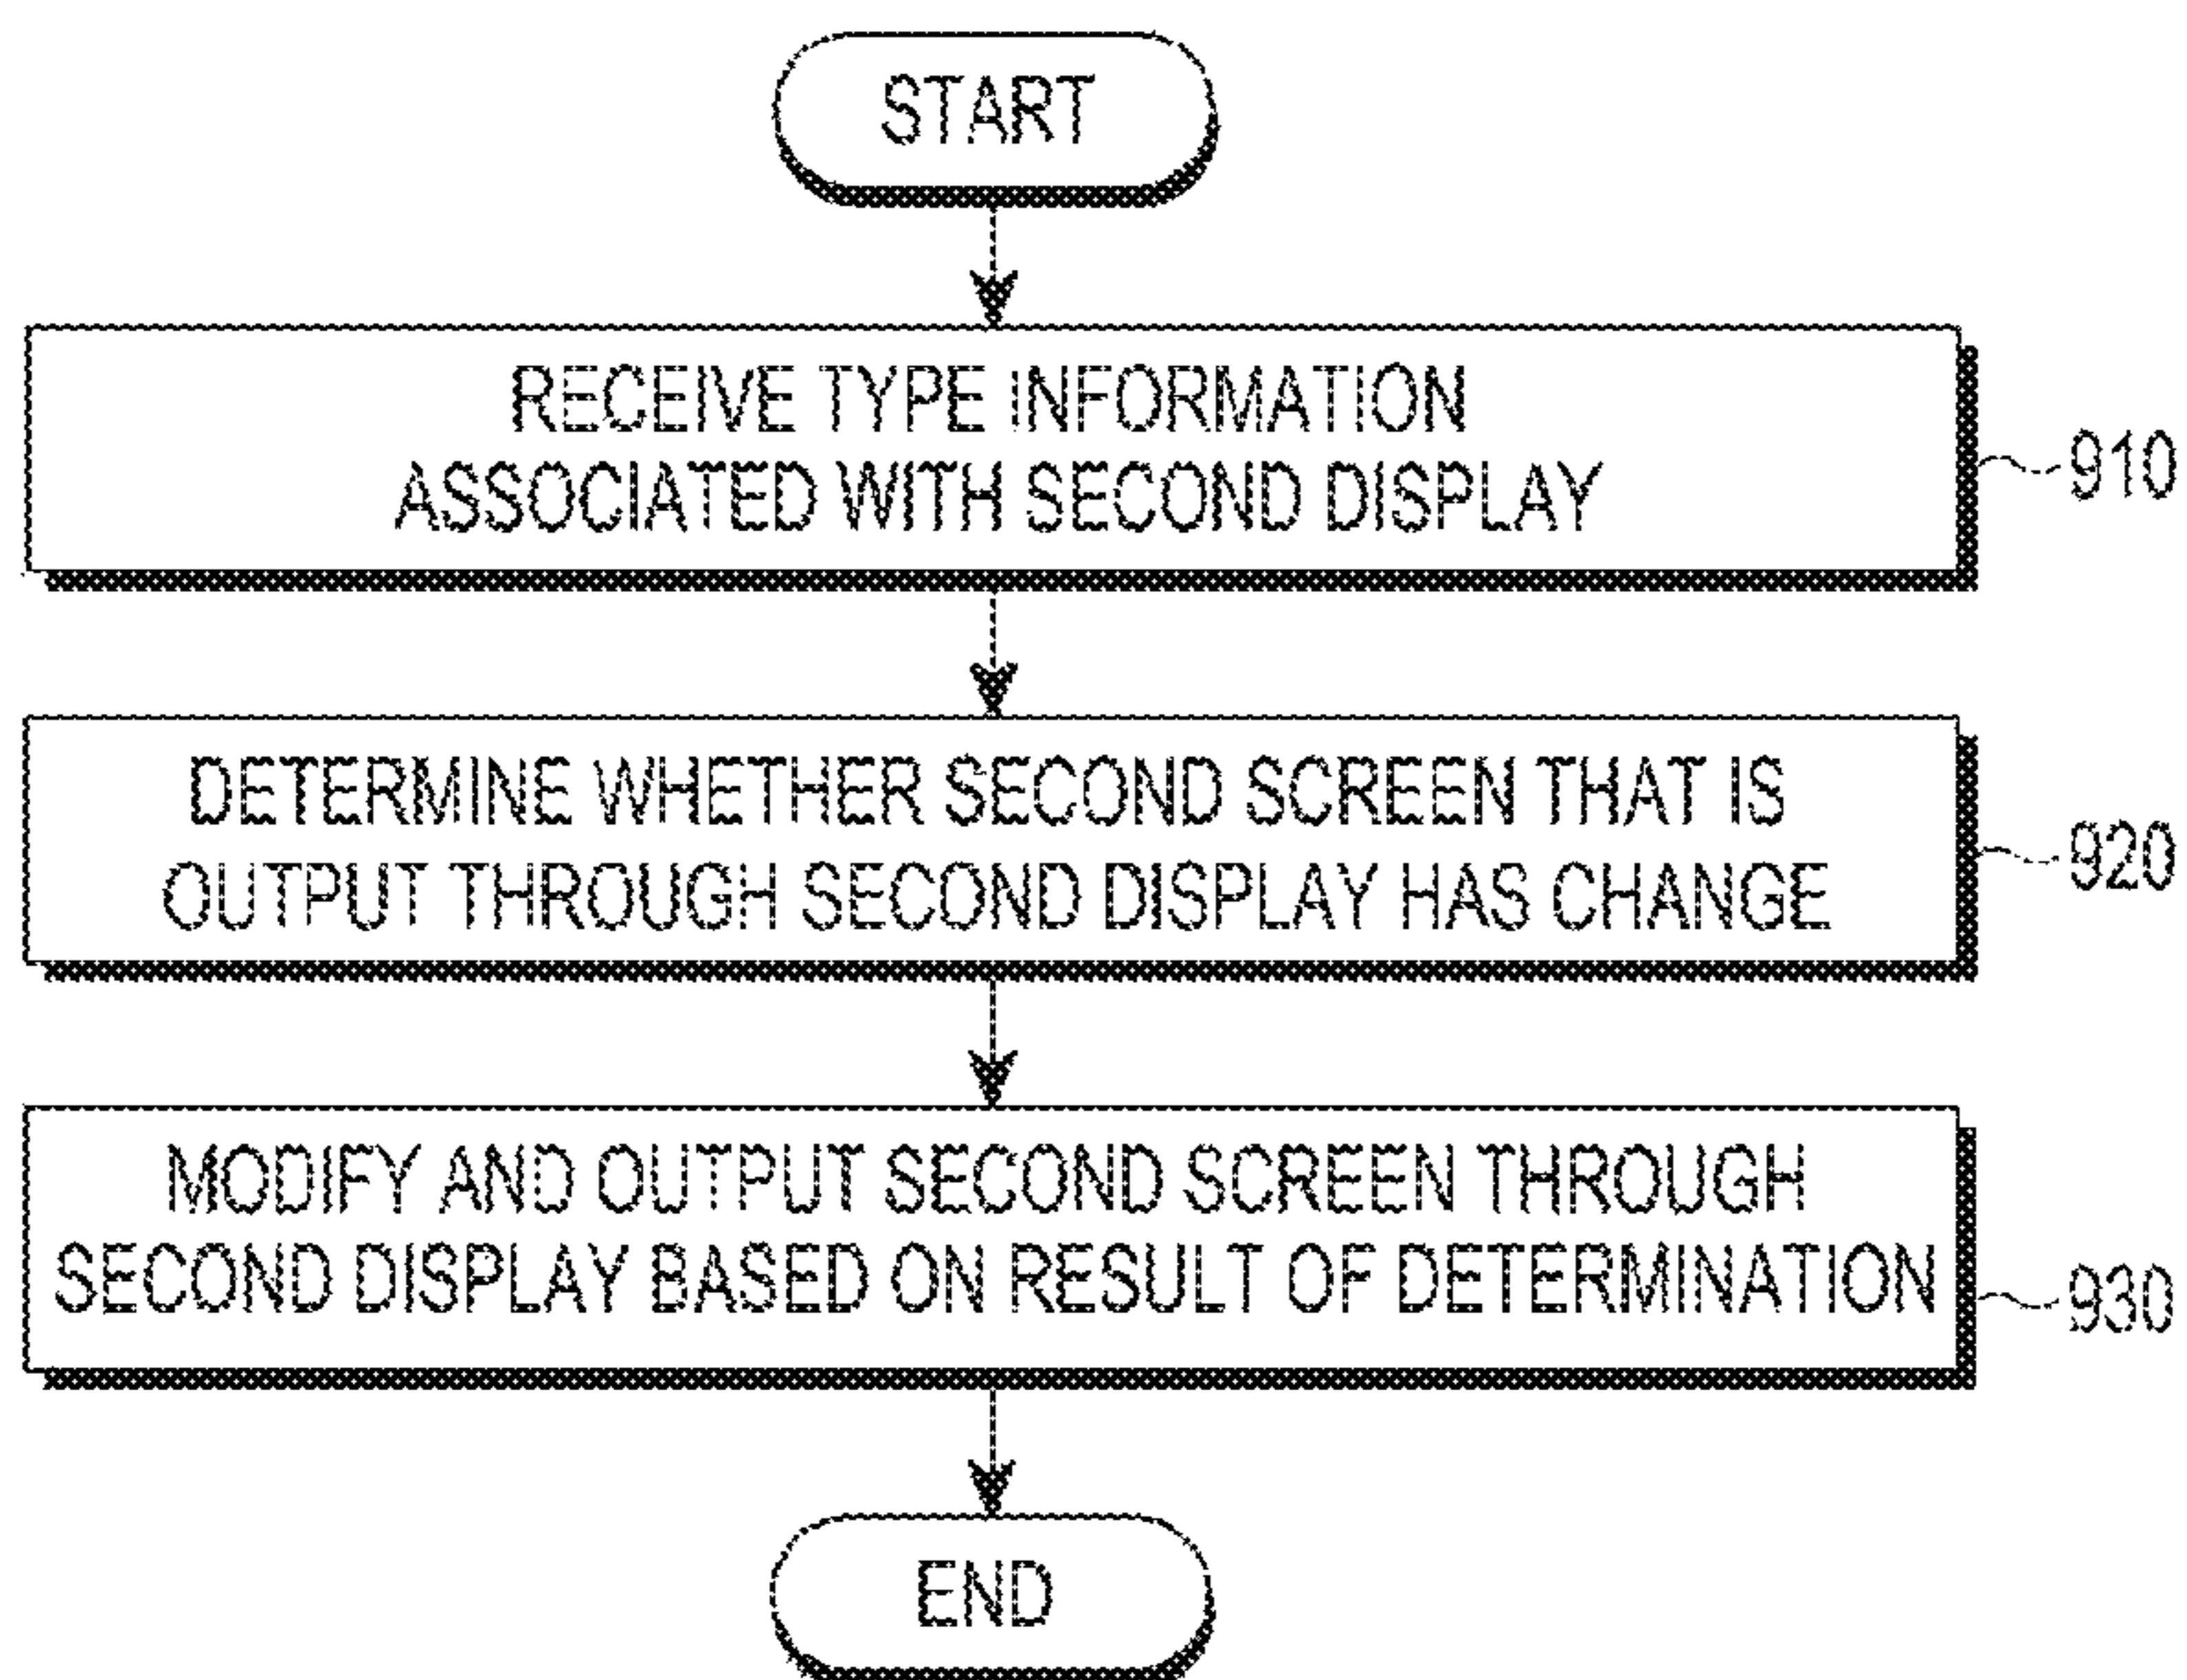 START
RECEIVE TYPE INFORMATION
ASSOCIATED WITH SECOND DISPLAY
910
DETERMINE WHETHER SECOND SCREEN THAT IS
OUTPUT THROUGH SECOND DISPLAY HAS CHANGE
920
MODIFY AND OUTPUT SECOND SCREEN THROUGH
SECOND DISPLAY BASED ON RESULT OF DETERMINATION
930
END